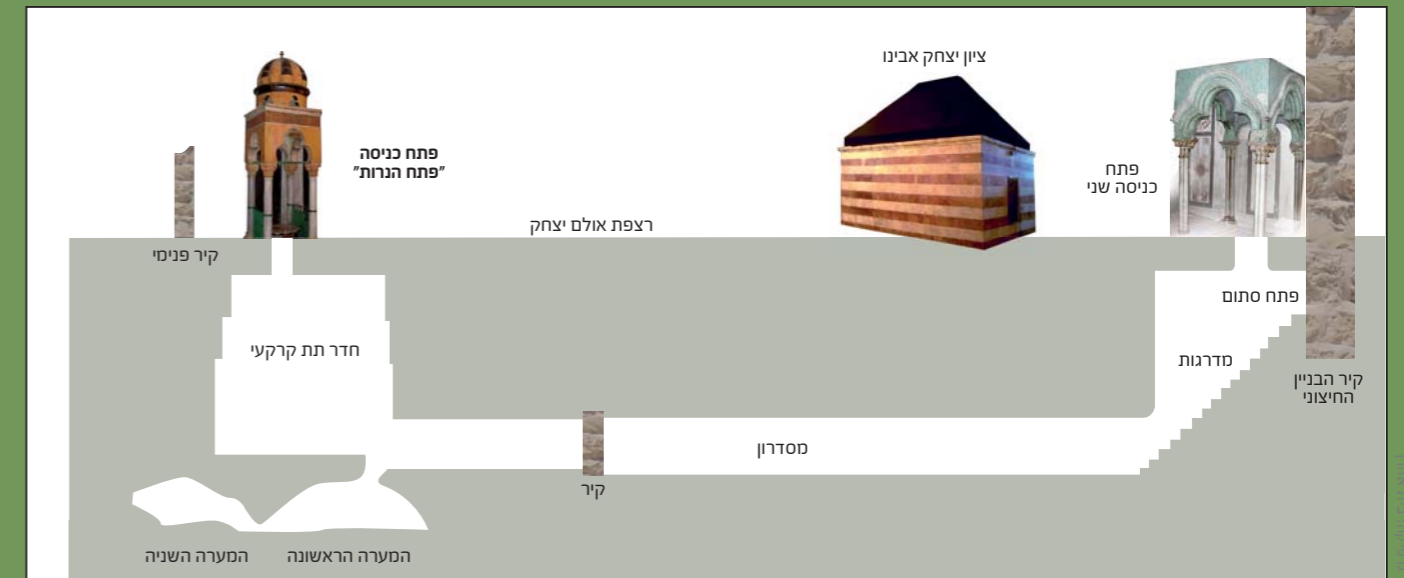 ציון יצחק אבינו
פתח כניסה
"פתח הנרות"
פתח
כניסה שני
רצפת אולם יצחק
קיר פנימי
פתח סתום
חדר תת קרקעי
מדרגות
קיר הבניין
החיצוני
מסדרון
קיר
המערה הראשונה
המערה השניה